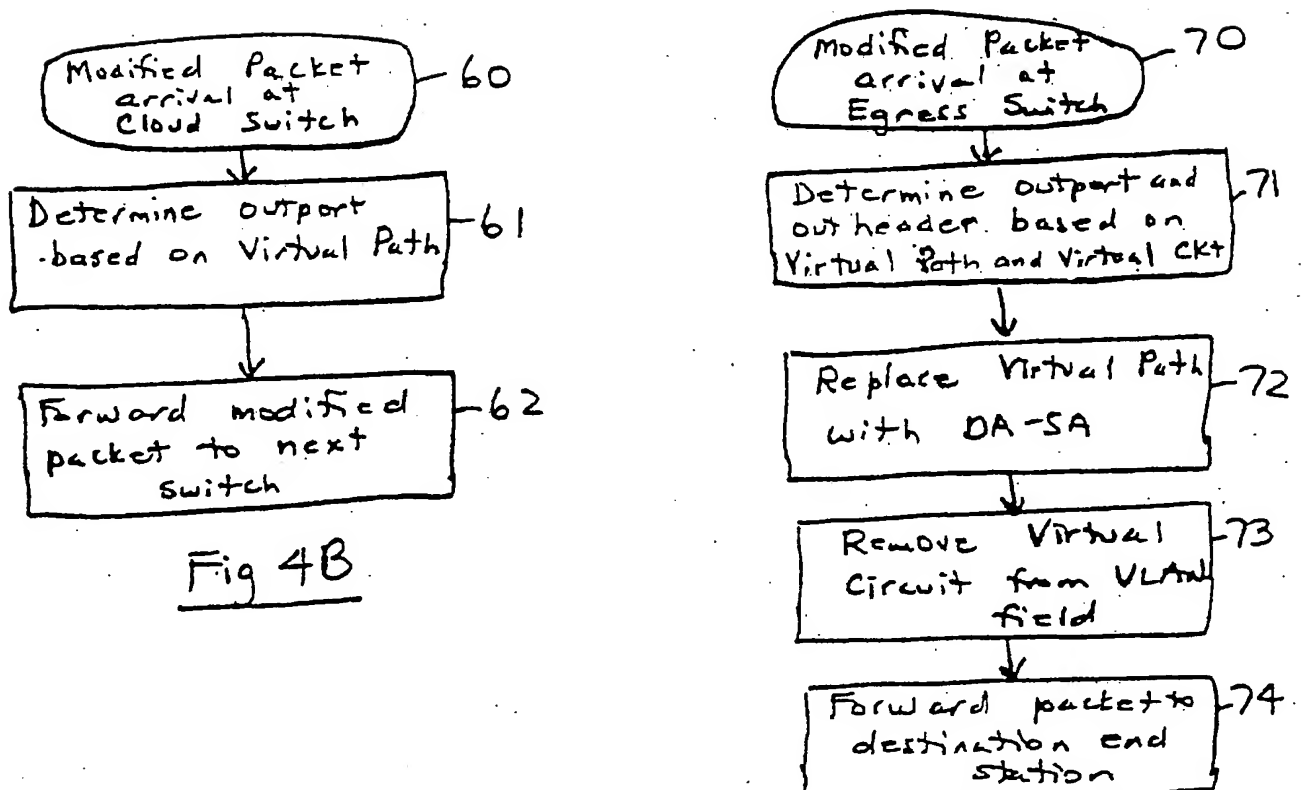 Modified Packet
arrival at
Cloud Switch
60
Determine outport
based on Virtual Path
61
Forward modified
packet to next
switch
62
Fig 4B
Modified Packet
arrival at
Egress Switch
70
Determine outport and
out header based on
Virtual Path and Virtual CKt
71
Replace Virtual Path
with DA-SA
72
Remove Virtual
Circuit from VLAN
field
73
Forward packet to
destination end
station
74